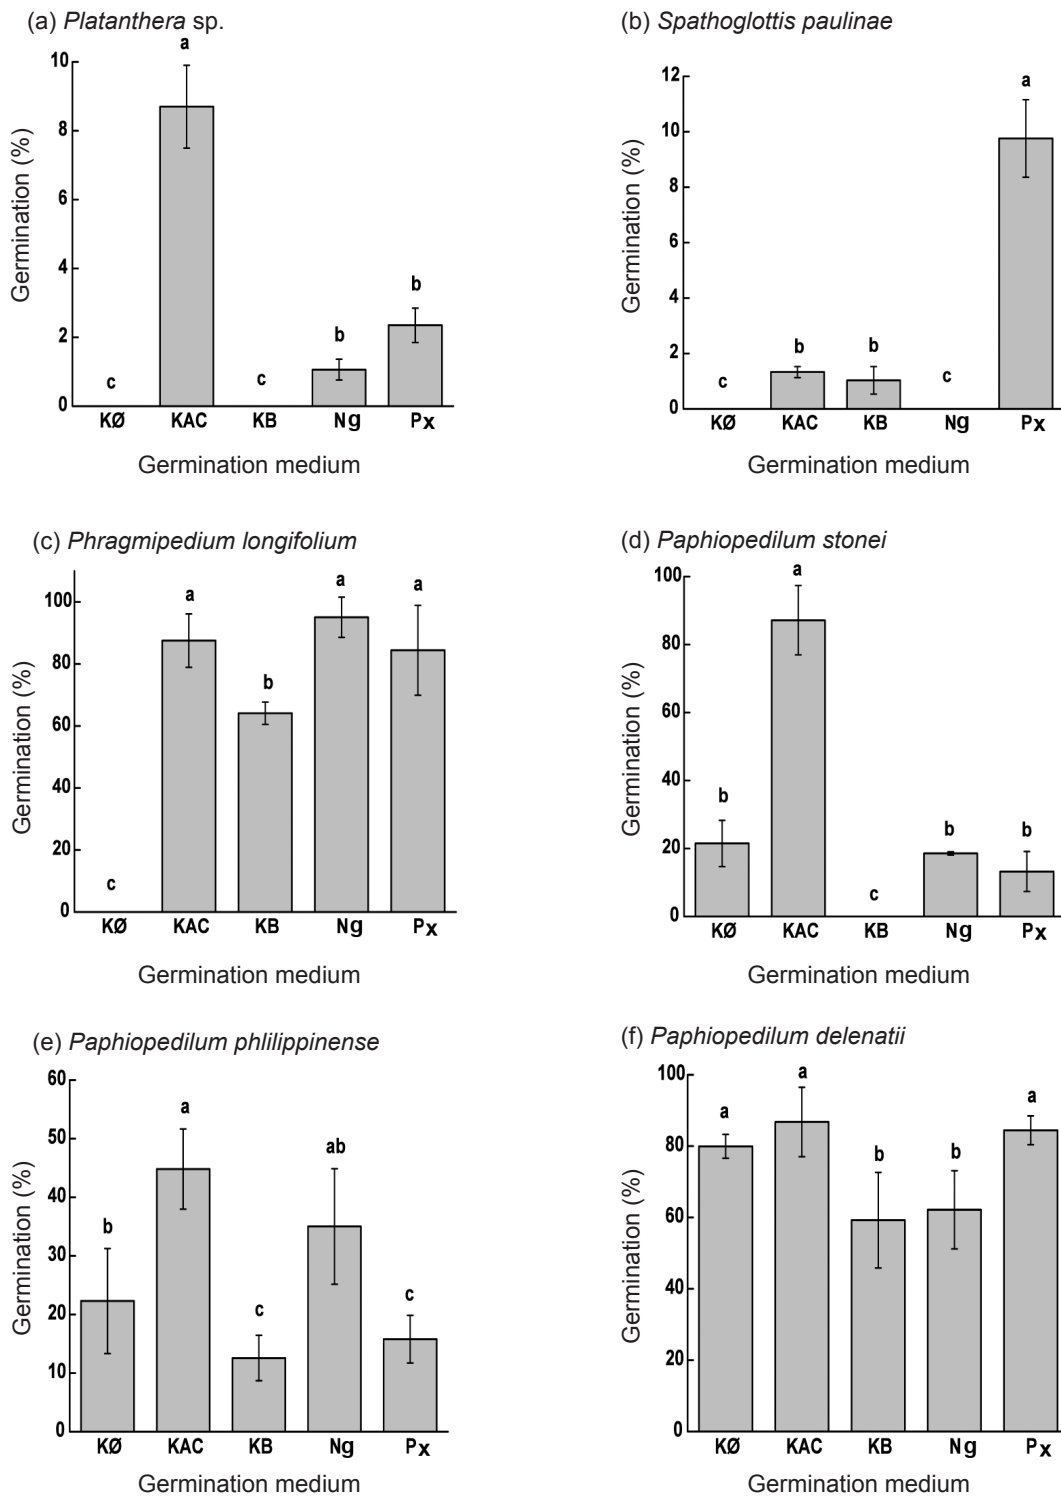 (a) Platanthera sp.
a
10
8
6
4
2
0
Germination (%)
c
c
b
b
KØ KAC KB Ng Px
Germination medium
(b) Spathoglottis paulinae
a
12
10
8
6
4
2
0
Germination (%)
c
b
b
c
KØ KAC KB Ng Px
Germination medium
(c) Phragmipedium longifolium
a
a
a
b
c
100
80
60
40
20
0
Germination (%)
KØ KAC KB Ng Px
Germination medium
(d) Paphiopedilum stonei
a
100
80
60
40
20
0
Germination (%)
b
c
b
b
KØ KAC KB Ng Px
Germination medium
(e) Paphiopedilum phlilippinense
60
50
40
30
20
10
0
Germination (%)
b
a
c
ab
c
KØ KAC KB Ng Px
Germination medium
(f) Paphiopedilum delenatii
100
80
60
40
20
0
Germination (%)
a
a
b
b
a
KØ KAC KB Ng Px
Germination medium